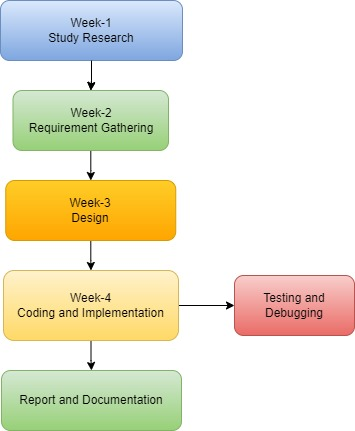 Week-1
Study Research
Week-2
Requirement Gathering
Week-3
Design
Week-4
Coding and Implementation
Testing and
Debugging
Report and Documentation